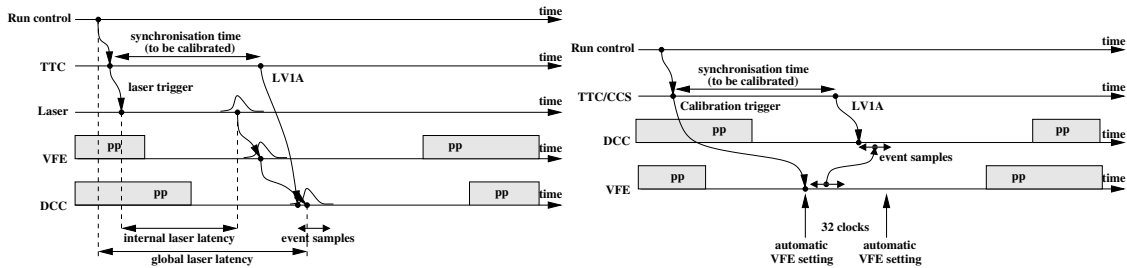 Run control
time
synchronisation time
(to be calibrated)
TTC
time
LV1A
laser trigger
Laser
time
pp
pp
VFE
time
pp
pp
DCC
time
internal laser latency
event samples
global laser latency
Run control
time
synchronisation time
(to be calibrated)
TTC/CCS
time
Calibration trigger
LV1A
pp
pp
DCC
time
event samples
pp
pp
VFE
time
32 clocks
automatic
VFE setting
automatic
VFE setting